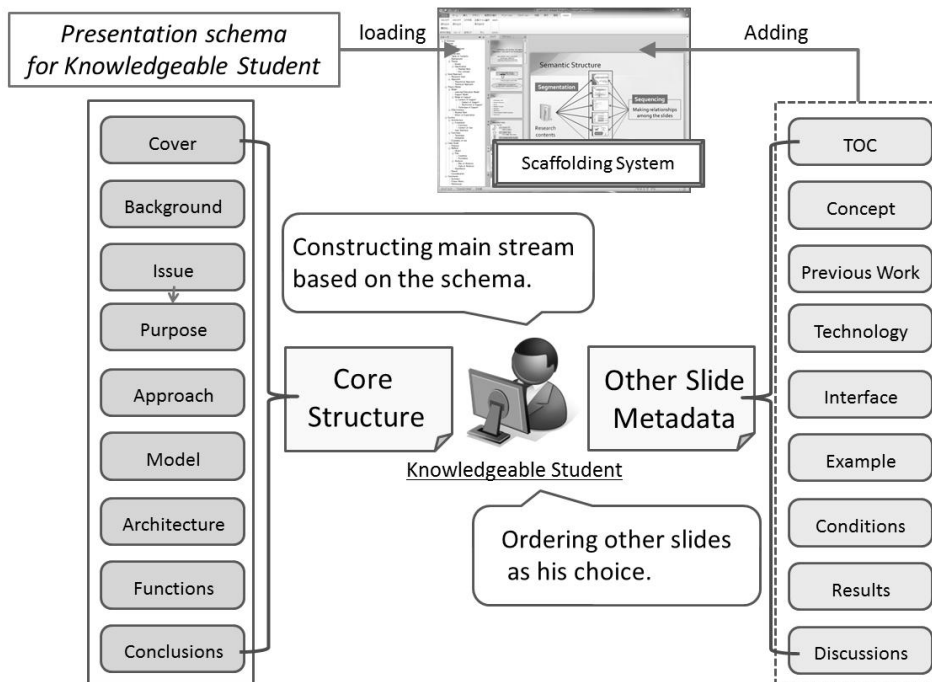 Presentation schema
for Knowledgeable Student
loading
Adding
Semantic Structure
Segmentation
Sequencing
Making relationships
among the slides
Research
contents
Scaffolding System
Cover
Background
Issue
Purpose
Approach
Model
Architecture
Functions
Conclusions
Constructing main stream
based on the schema.
Core
Structure
Knowledgeable Student
Other Slide
Metadata
Ordering other slides
as his choice.
TOC
Concept
Previous Work
Technology
Interface
Example
Conditions
Results
Discussions